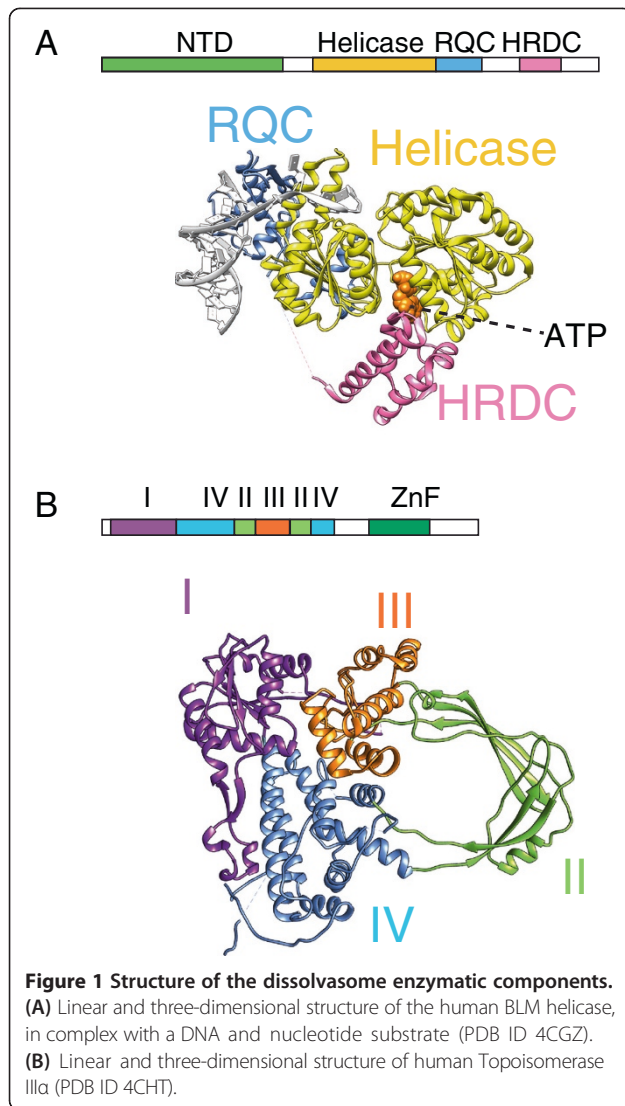 A
NTD Helicase RQC HRDC
RQC
Helicase
ATP
HRDC
B
I IV II III II IV ZnF
I
III
II
IV
Figure 1 Structure of the dissolvasome enzymatic components.
(A) Linear and three-dimensional structure of the human BLM helicase,
in complex with a DNA and nucleotide substrate (PDB ID 4CGZ).
(B) Linear and three-dimensional structure of human Topoisomerase
IIIα (PDB ID 4CHT).